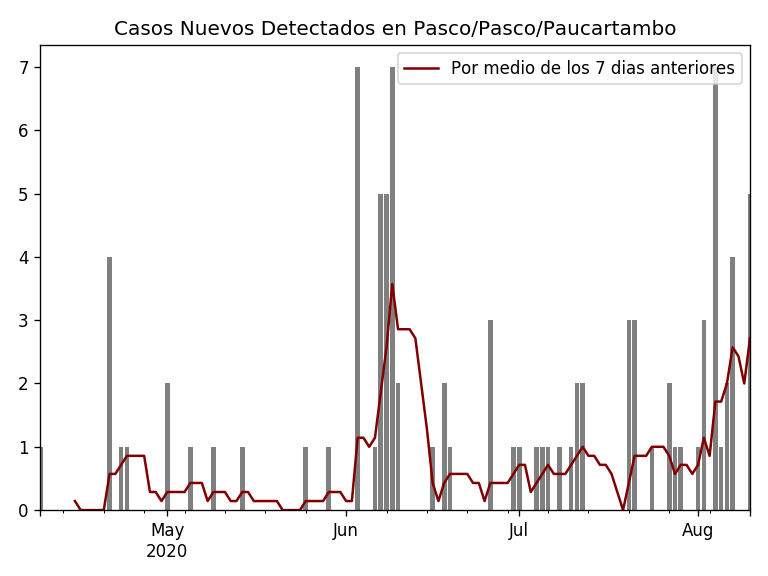 Casos Nuevos Detectados en Pasco/Pasco/Paucartambo
Por medio de los 7 dias anteriores
7
6
5
4
3
2
1
0
May
2020
Jun
Jul
Aug